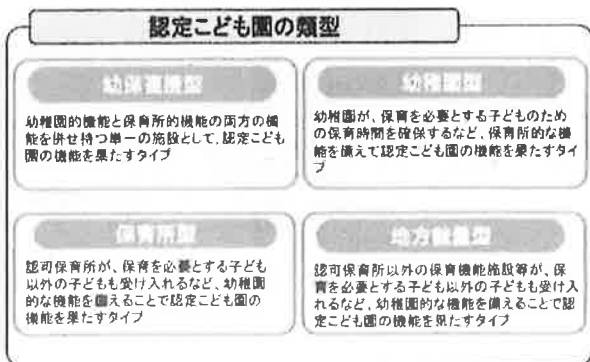 認定こども園の類型
幼保連携型
幼稚園的機能と保育所的機能の両方の機
能を併せ持つ単一の施設として、認定こども
園の機能を果たすタイプ
幼稚園型
幼稚園が、保育を必要とする子どものため
の保育時間を確保するなど、保育所的な機
能を備えて認定こども園の機能を果たすタイ
プ
保育所型
認可保育所が、保育を必要とする子ども
以外の子どもも受け入れるなど、幼稚園
的な機能を備えることで認定こども園の
機能を果たすタイプ
地方裁量型
認可保育所以外の保育機能施設等が、保
育を必要とする子ども以外の子どもも受け入
れるなど、幼稚園的な機能を備えることで認
定こども園の機能を果たすタイプ